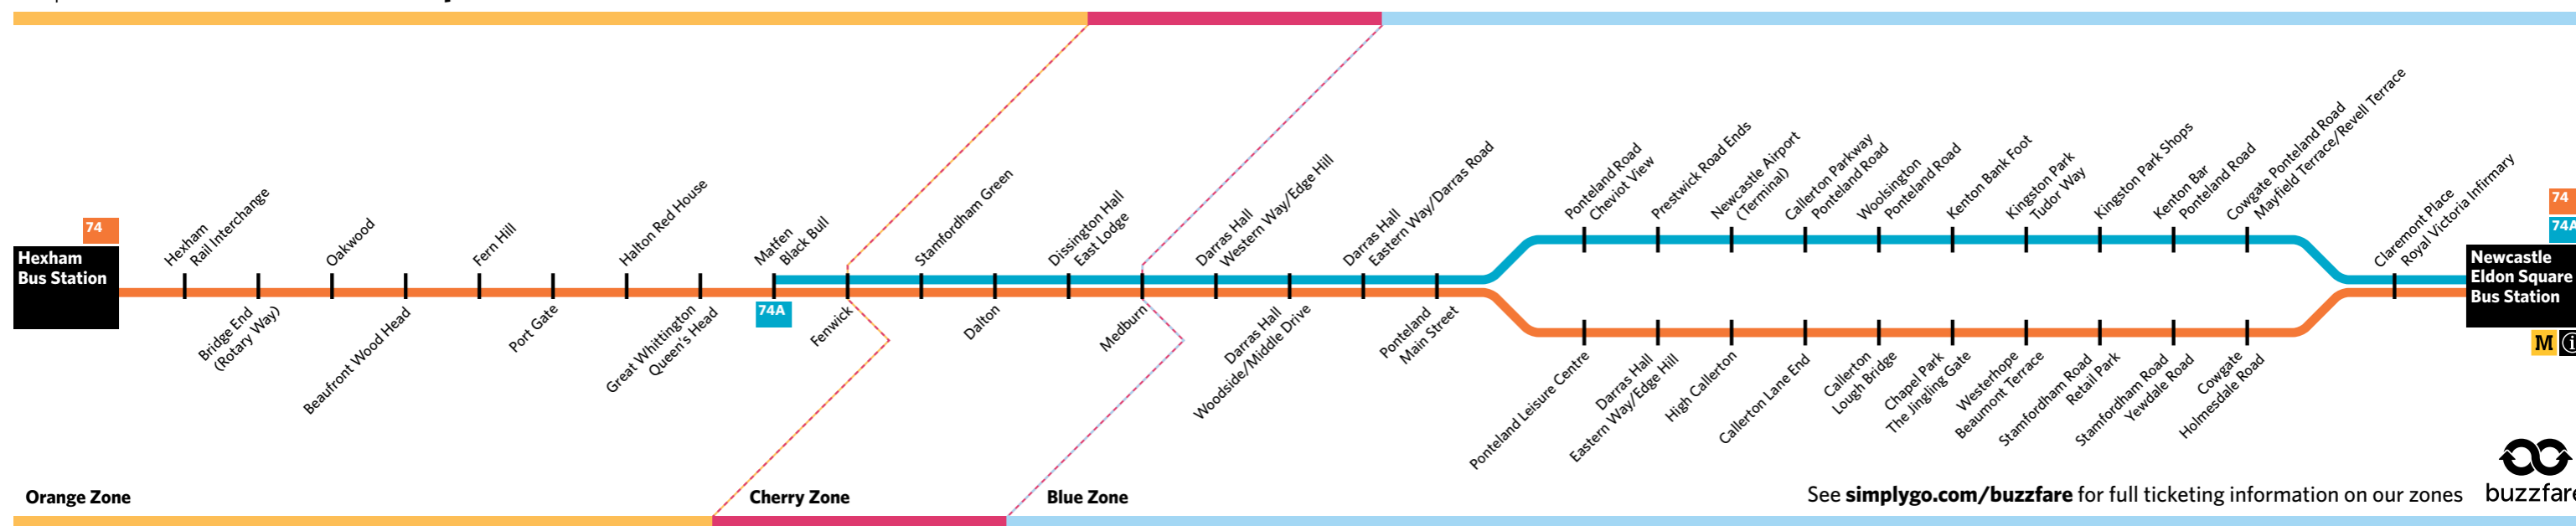 74
Hexham
Bus Station
Hexham
Rail Interchange
Bridge End
(Rotary Way)
Oakwood
Beaufront Wood Head
Fern Hill
Port Gate
Halton Red House
Great Whittington
Queen's Head
Matfen
Black Bull
74A
Fenwick
Stamfordham Green
Dalton
Dissington Hall
East Lodge
Medburn
Darras Hall
Western Way/Edge Hill
Darras Hall
Woodside/Middle Drive
Darras Hall
Eastern Way/Darras Road
Ponteland
Main Street
Ponteland Road
Cheviot View
Prestwick Road Ends
Newcastle Airport
(Terminal)
Callerton Parkway
Ponteland Road
Woolsington
Ponteland Road
Kenton Bank Foot
Kingston Park
Tudor Way
Kingston Park Shops
Kenton Bar
Ponteland Road
Cowgate Ponteland Road
Mayfield Terrace/Revell Terrace
Ponteland Leisure Centre
Darras Hall
Eastern Way/Edge Hill
High Callerton
Callerton Lane End
Callerton
Lough Bridge
Chapel Park
The Jingling Gate
Westerhope
Beaumont Terrace
Stamfordham Road
Retail Park
Stamfordham Road
Yewdale Road
Cowgate
Holmesdale Road
Claremont Place
Royal Victoria Infirmary
74
74A
Newcastle
Eldon Square
Bus Station
M i
Orange Zone
Cherry Zone
Blue Zone
See simplygo.com/buzzfare for full ticketing information on our zones
buzzfare